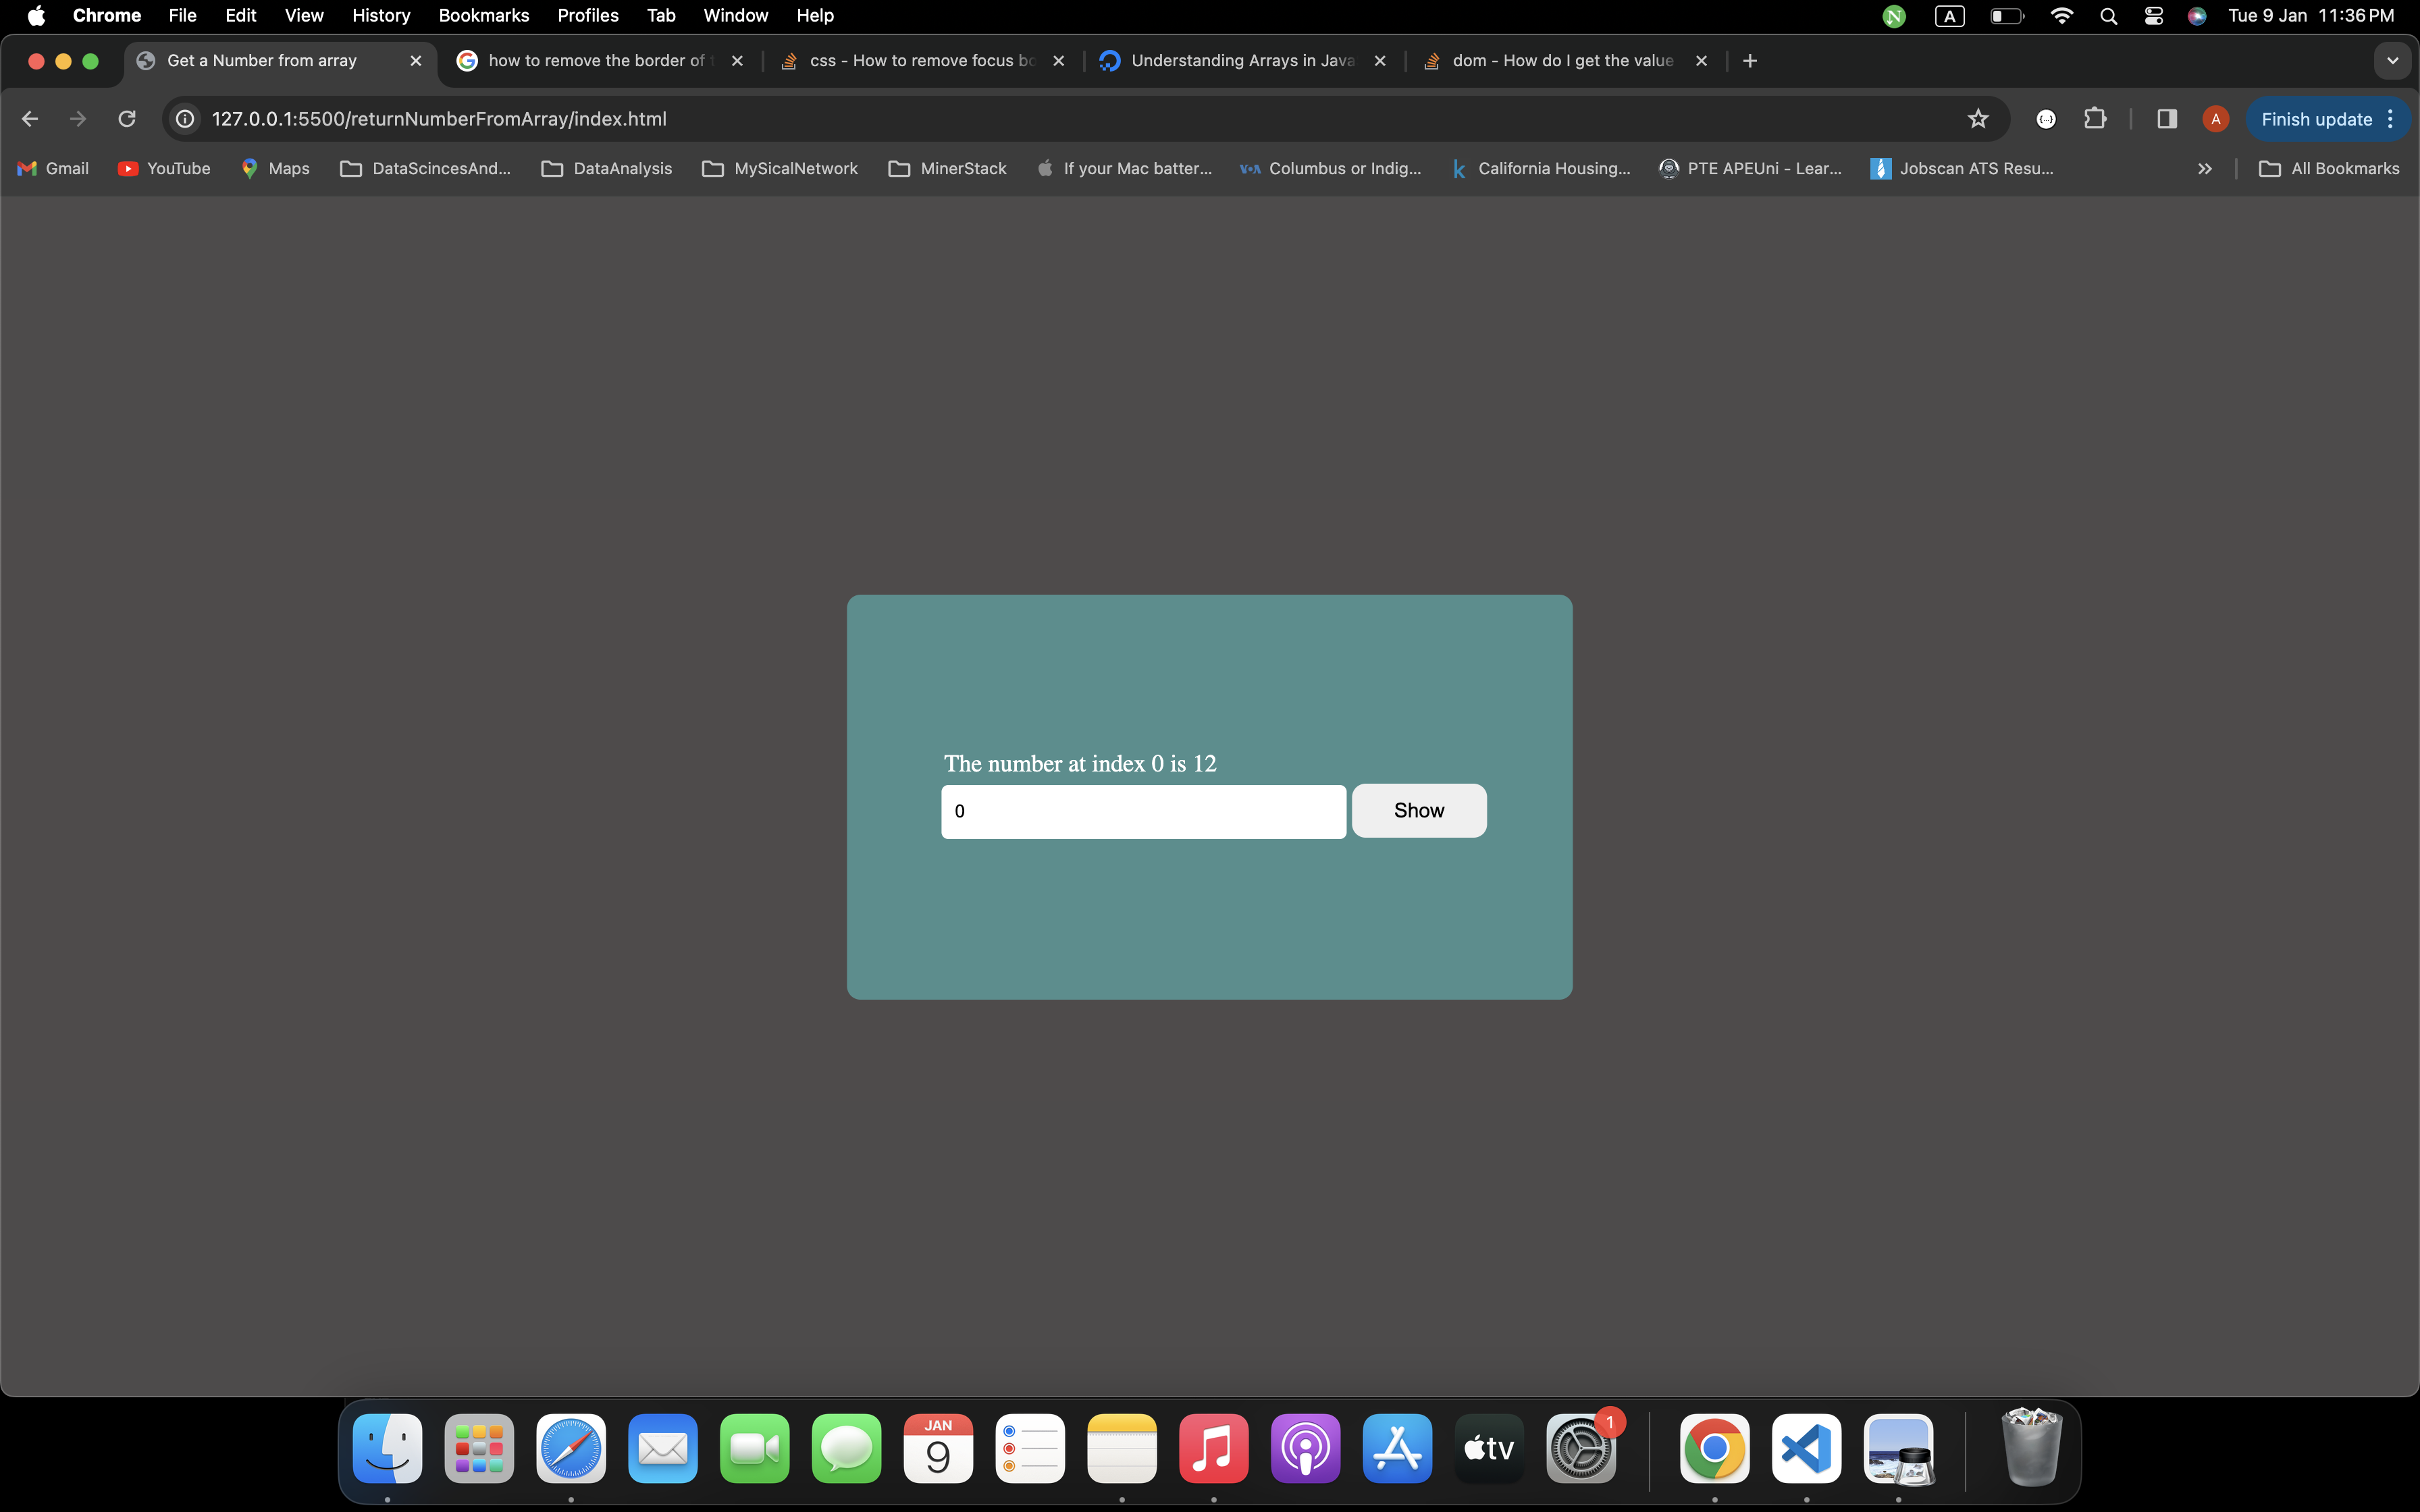 Chrome File Edit View History Bookmarks Profiles Tab Window Help A Tue 9 Jan 11:36 PM
Get a Number from array how to remove the border of css - How to remove focus bo Understanding Arrays in Java dom - How do I get the value
127.0.0.1:5500/returnNumberFromArray/index.html A Finish update
Gmail YouTube Maps DataScincesAnd... DataAnalysis MySicalNetwork MinerStack If your Mac batter... VOA Columbus or Indig... k California Housing... PTE APEUni - Lear... Jobscan ATS Resu... All Bookmarks
The number at index 0 is 12
0 Show
JAN 9 tv 1